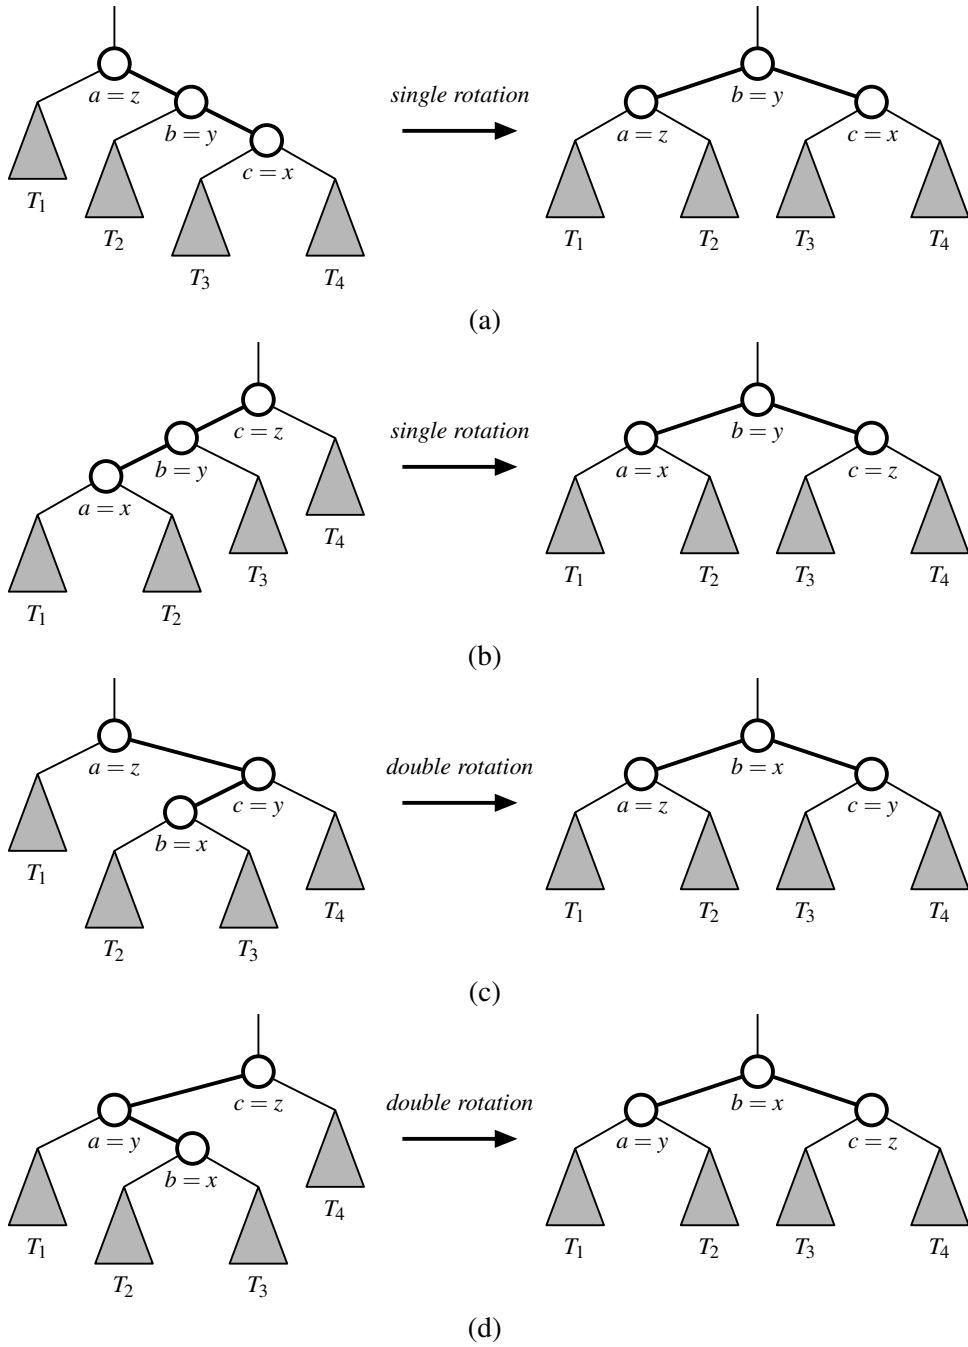 a = z
b = y
c = x
T1
T2
T3
T4
single rotation
b = y
a = z
c = x
T1
T2
T3
T4
(a)
c = z
b = y
a = x
T4
T3
T1
T2
single rotation
b = y
a = x
c = z
T1
T2
T3
T4
(b)
a = z
c = y
b = x
T1
T4
T2
T3
double rotation
b = x
a = z
c = y
T1
T2
T3
T4
(c)
c = z
a = y
b = x
T4
T1
T2
T3
double rotation
b = x
a = y
c = z
T1
T2
T3
T4
(d)